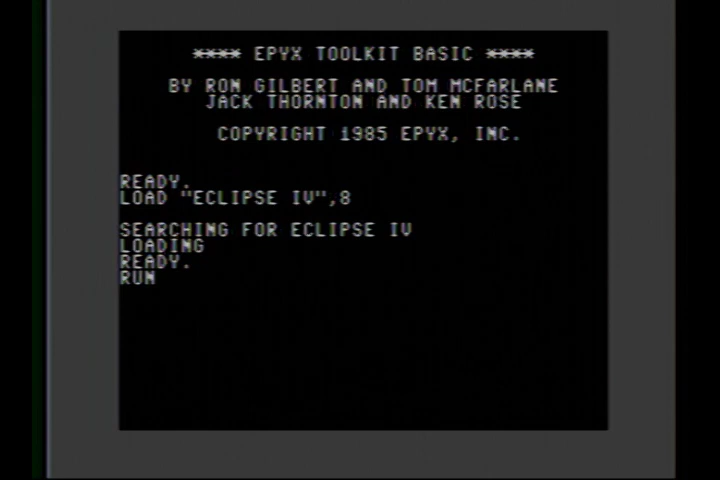 **** EPYX TOOLKIT BASIC ****
BY RON GILBERT AND TOM MCFARLANE
JACK THORNTON AND KEN ROSE
COPYRIGHT 1985 EPYX, INC.
READY.
LOAD "ECLIPSE IV",8
SEARCHING FOR ECLIPSE IV
LOADING
READY.
RUN